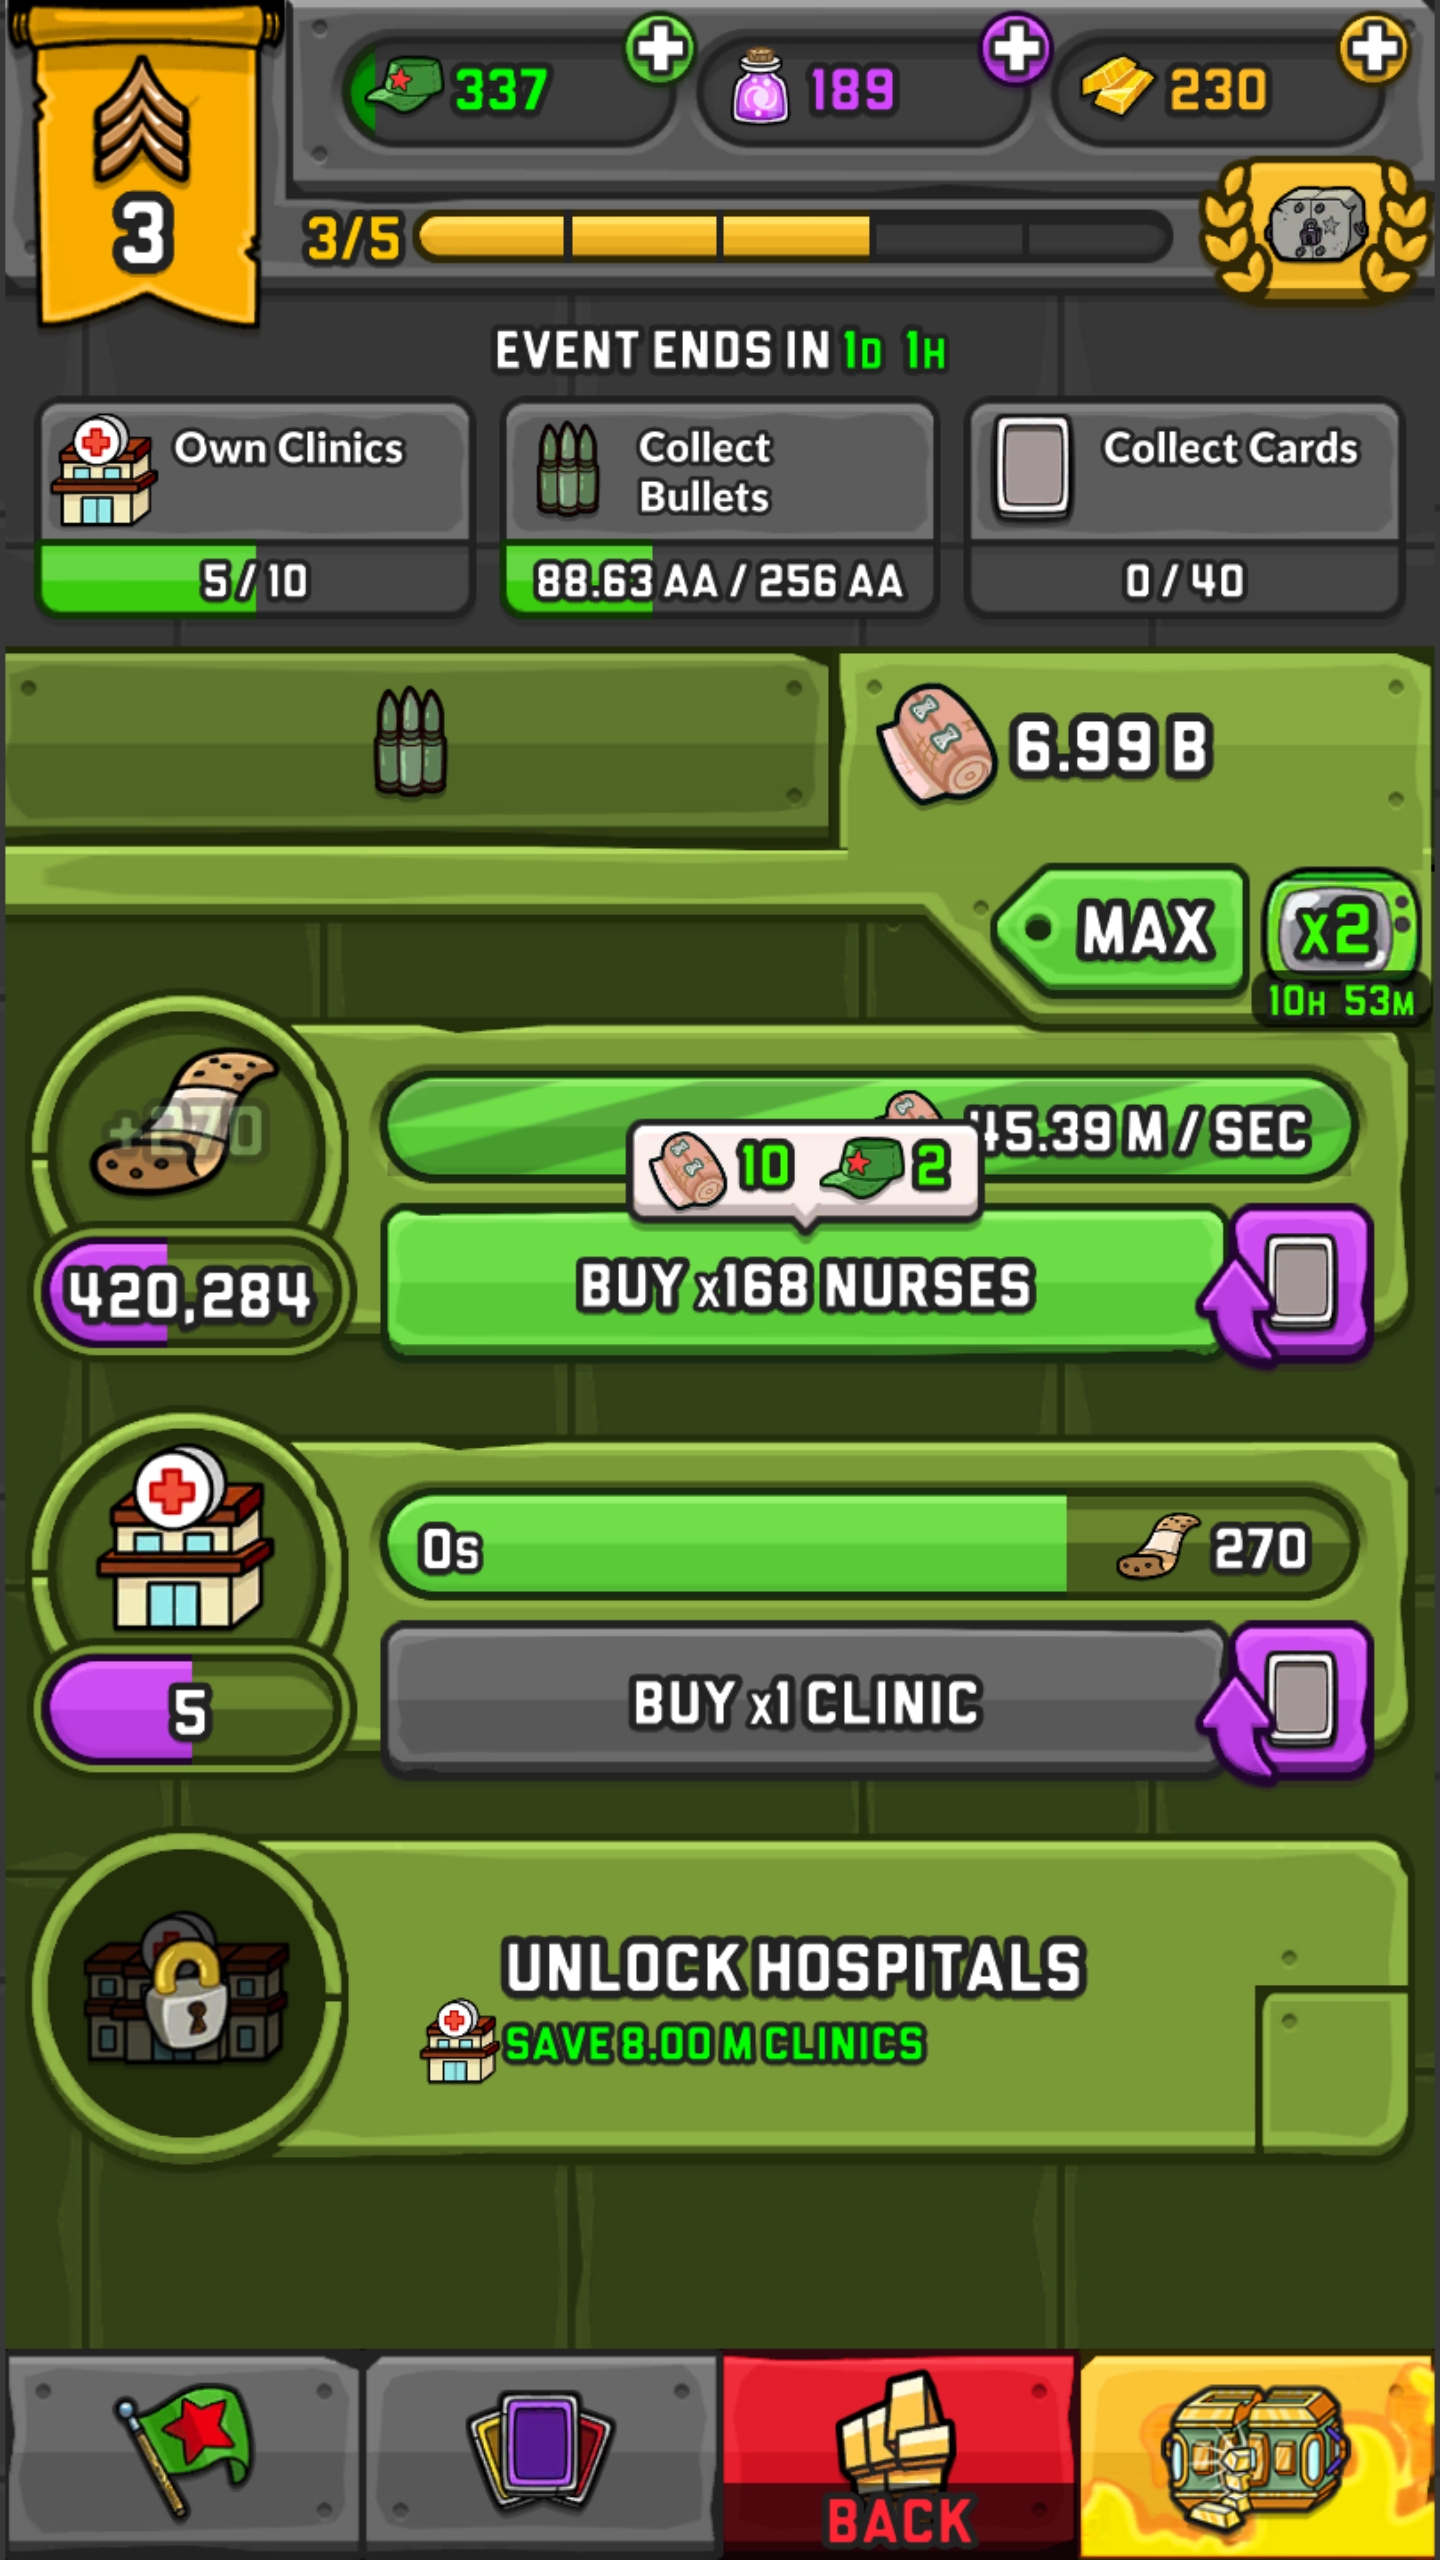 337
189
230
3
3/5
EVENT ENDS IN 1D 1H
Own Clinics
5 / 10
Collect
Bullets
88.63 AA / 256 AA
Collect Cards
0 / 40
6.99 B
MAX
x2
10H 53M
+270
45.39 M / SEC
10
2
420,284
BUY x168 NURSES
0s
270
5
BUY x1 CLINIC
UNLOCK HOSPITALS
SAVE 8.00 M CLINICS
BACK